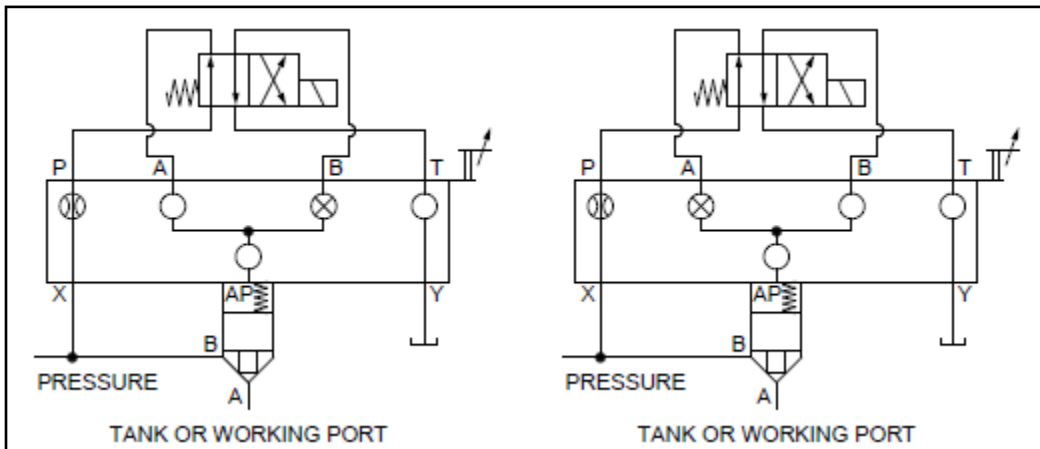 P A B T P A B T
X AP Y X AP Y
B B
PRESSURE PRESSURE
A A
TANK OR WORKING PORT TANK OR WORKING PORT